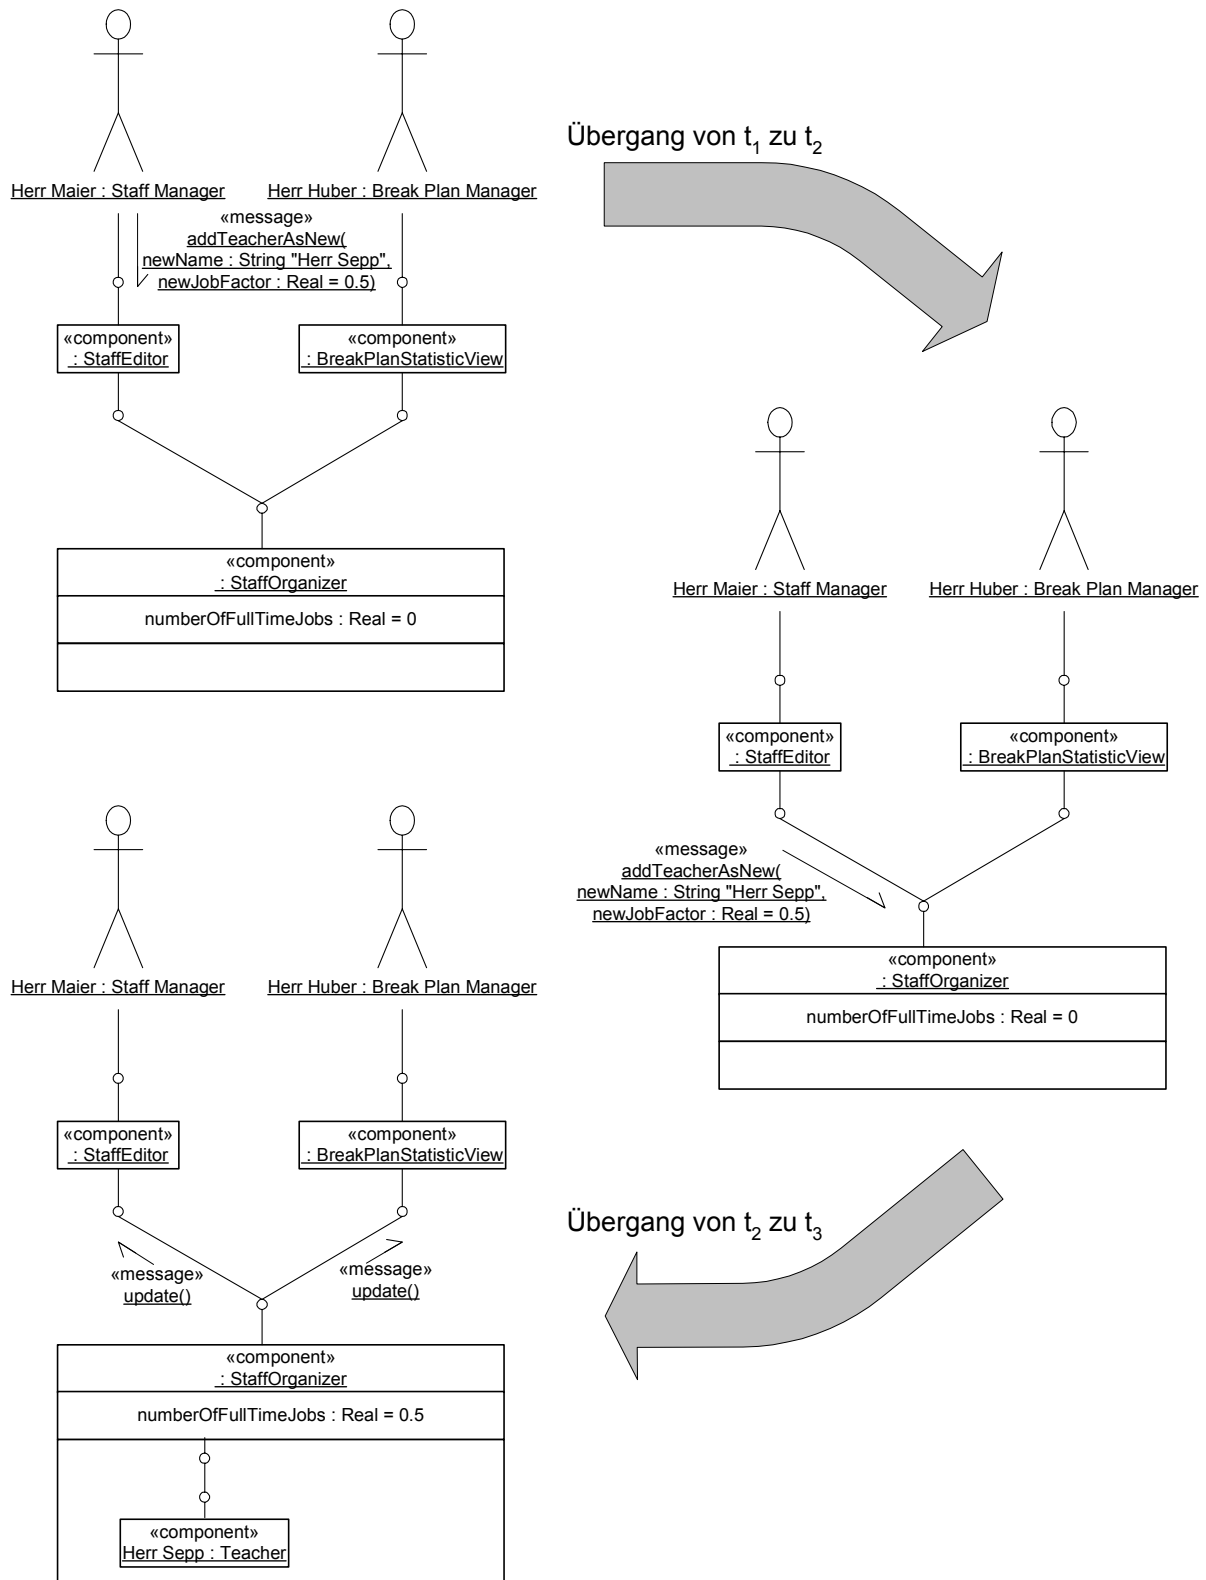 Übergang von t1 zu t2
Herr Maier : Staff Manager
Herr Huber : Break Plan Manager
«message»
addTeacherAsNew(
newName : String "Herr Sepp",
newJobFactor : Real = 0.5)
«component»
: StaffEditor
«component»
: BreakPlanStatisticView
«component»
: StaffOrganizer
numberOfFullTimeJobs : Real = 0
Herr Maier : Staff Manager
Herr Huber : Break Plan Manager
«component»
: StaffEditor
«component»
: BreakPlanStatisticView
«message»
addTeacherAsNew(
newName : String "Herr Sepp",
newJobFactor : Real = 0.5)
«component»
: StaffOrganizer
numberOfFullTimeJobs : Real = 0
Übergang von t2 zu t3
Herr Maier : Staff Manager
Herr Huber : Break Plan Manager
«component»
: StaffEditor
«component»
: BreakPlanStatisticView
«message»
update()
«message»
update()
«component»
: StaffOrganizer
numberOfFullTimeJobs : Real = 0.5
«component»
Herr Sepp : Teacher